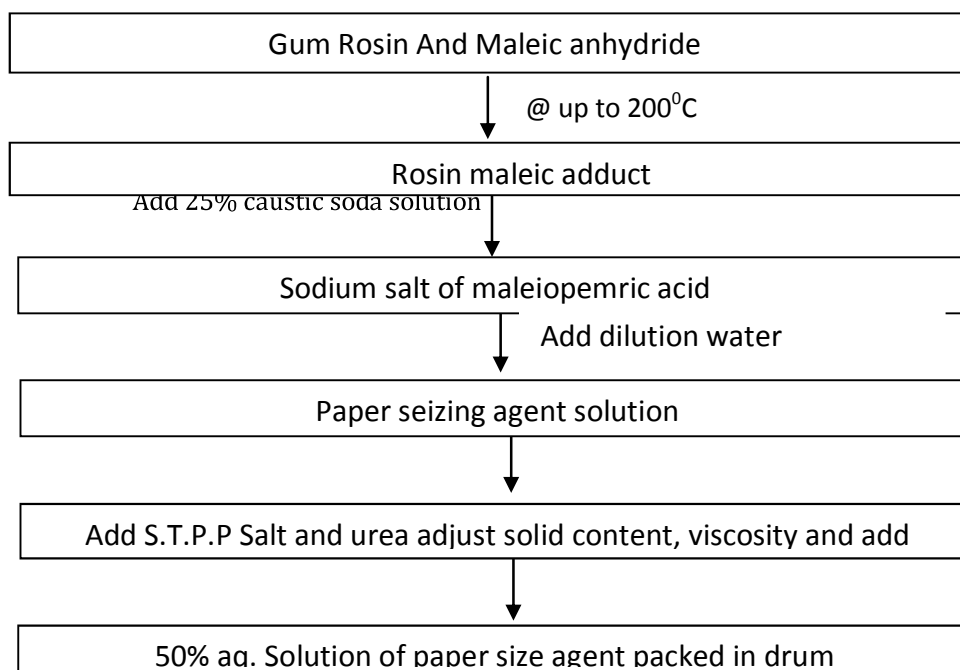 Gum Rosin And Maleic anhydride
@ up to 200⁰C
Rosin maleic adduct
Add 25% caustic soda solution
Sodium salt of maleiopemric acid
Add dilution water
Paper seizing agent solution
Add S.T.P.P Salt and urea adjust solid content, viscosity and add
50% aq. Solution of paper size agent packed in drum